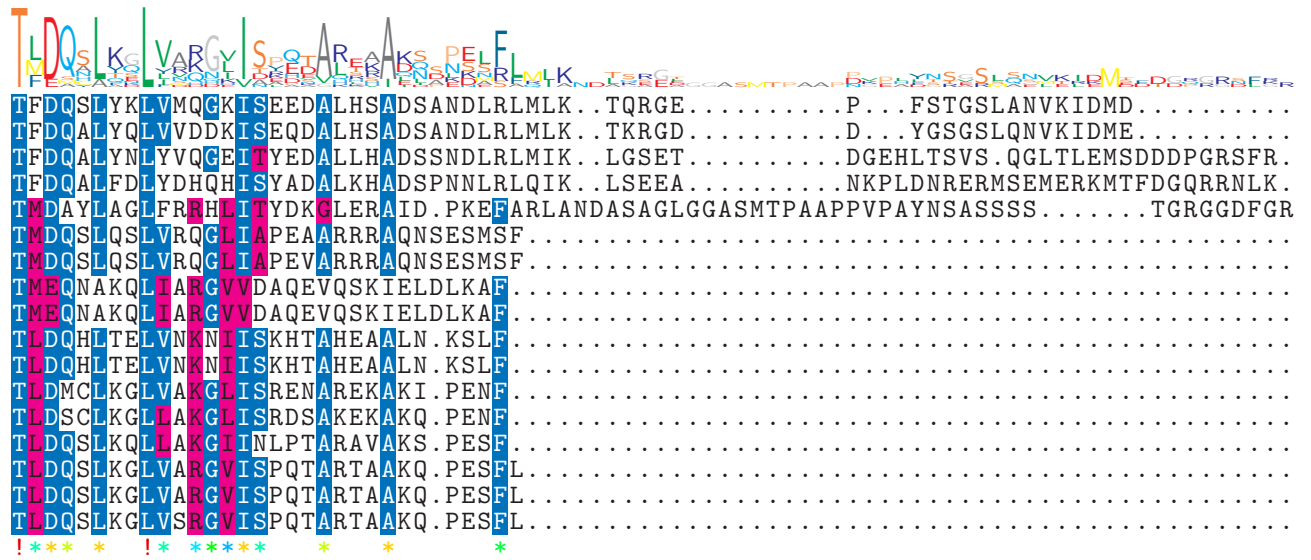 TFDQSLYKLVMQGKISEEDALHSADSANDLRLMLK..TQRGE..........P...FSTGSLANVKIDMD..........
TFDQALYQLVVDDKISEQDALHSADSANDLRLMLK..TKRGD..........D...YGSGSLQNVKIDME..........
TFDQALYNLYVQGEITYEDALLHADSSNDLRLMIK..LGSET..........DGEHLTSVS.QGLTLEMSDDDPGRSFR.
TFDQALFDLYDHQHISYADALKHADSPNNLRLQIK..LSEEA..........NKPLDNRERMSEMERKMTFDGQRRNLK.
TMDAYLAGLFRRHLITYDKGLERAID.PKEFARLANDASAGLGGASMTPAAPPVPAYNSASSSS.......TGRGGDFGR
TMDQSLQSLVRQGLIAPEAARRRAQNSESMSF................................................
TMDQSLQSLVRQGLIAPEVARRRAQNSESMSF................................................
TMEQNAKQLIARGVVDAQEVQSKIELDLKAF.................................................
TMEQNAKQLIARGVVDAQEVQSKIELDLKAF.................................................
TLDQHLTELVNKNIISKHTAHEAALN.KSLF.................................................
TLDQHLTELVNKNIISKHTAHEAALN.KSLF.................................................
TLDMCLKGLVAKGLISRENAREKAKI.PENF.................................................
TLDSCLKGLLAKGLISRDSAKEKAKQ.PENF.................................................
TLDQSLKQLLAKGIINLPTARAVAKS.PESF.................................................
TLDQSLKGLVARGVISPQTARTAAKQ.PESFL................................................
TLDQSLKGLVARGVISPQTARTAAKQ.PESFL................................................
TLDQSLKGLVSRGVISPQTARTAAKQ.PESFL................................................
!*** *  !* *****   *   *      *